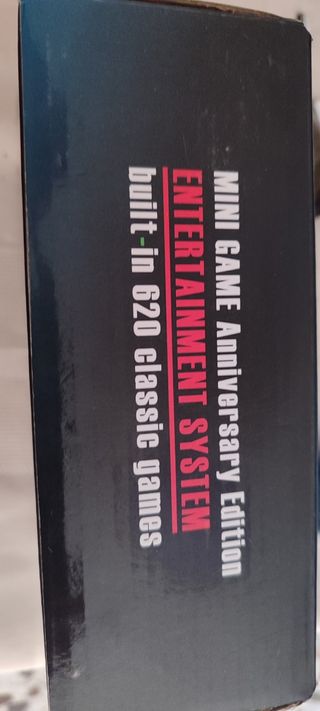 MINI GAME Anniversary Edition
ENTERTAINMENT SYSTEM
built-in 620 classic games